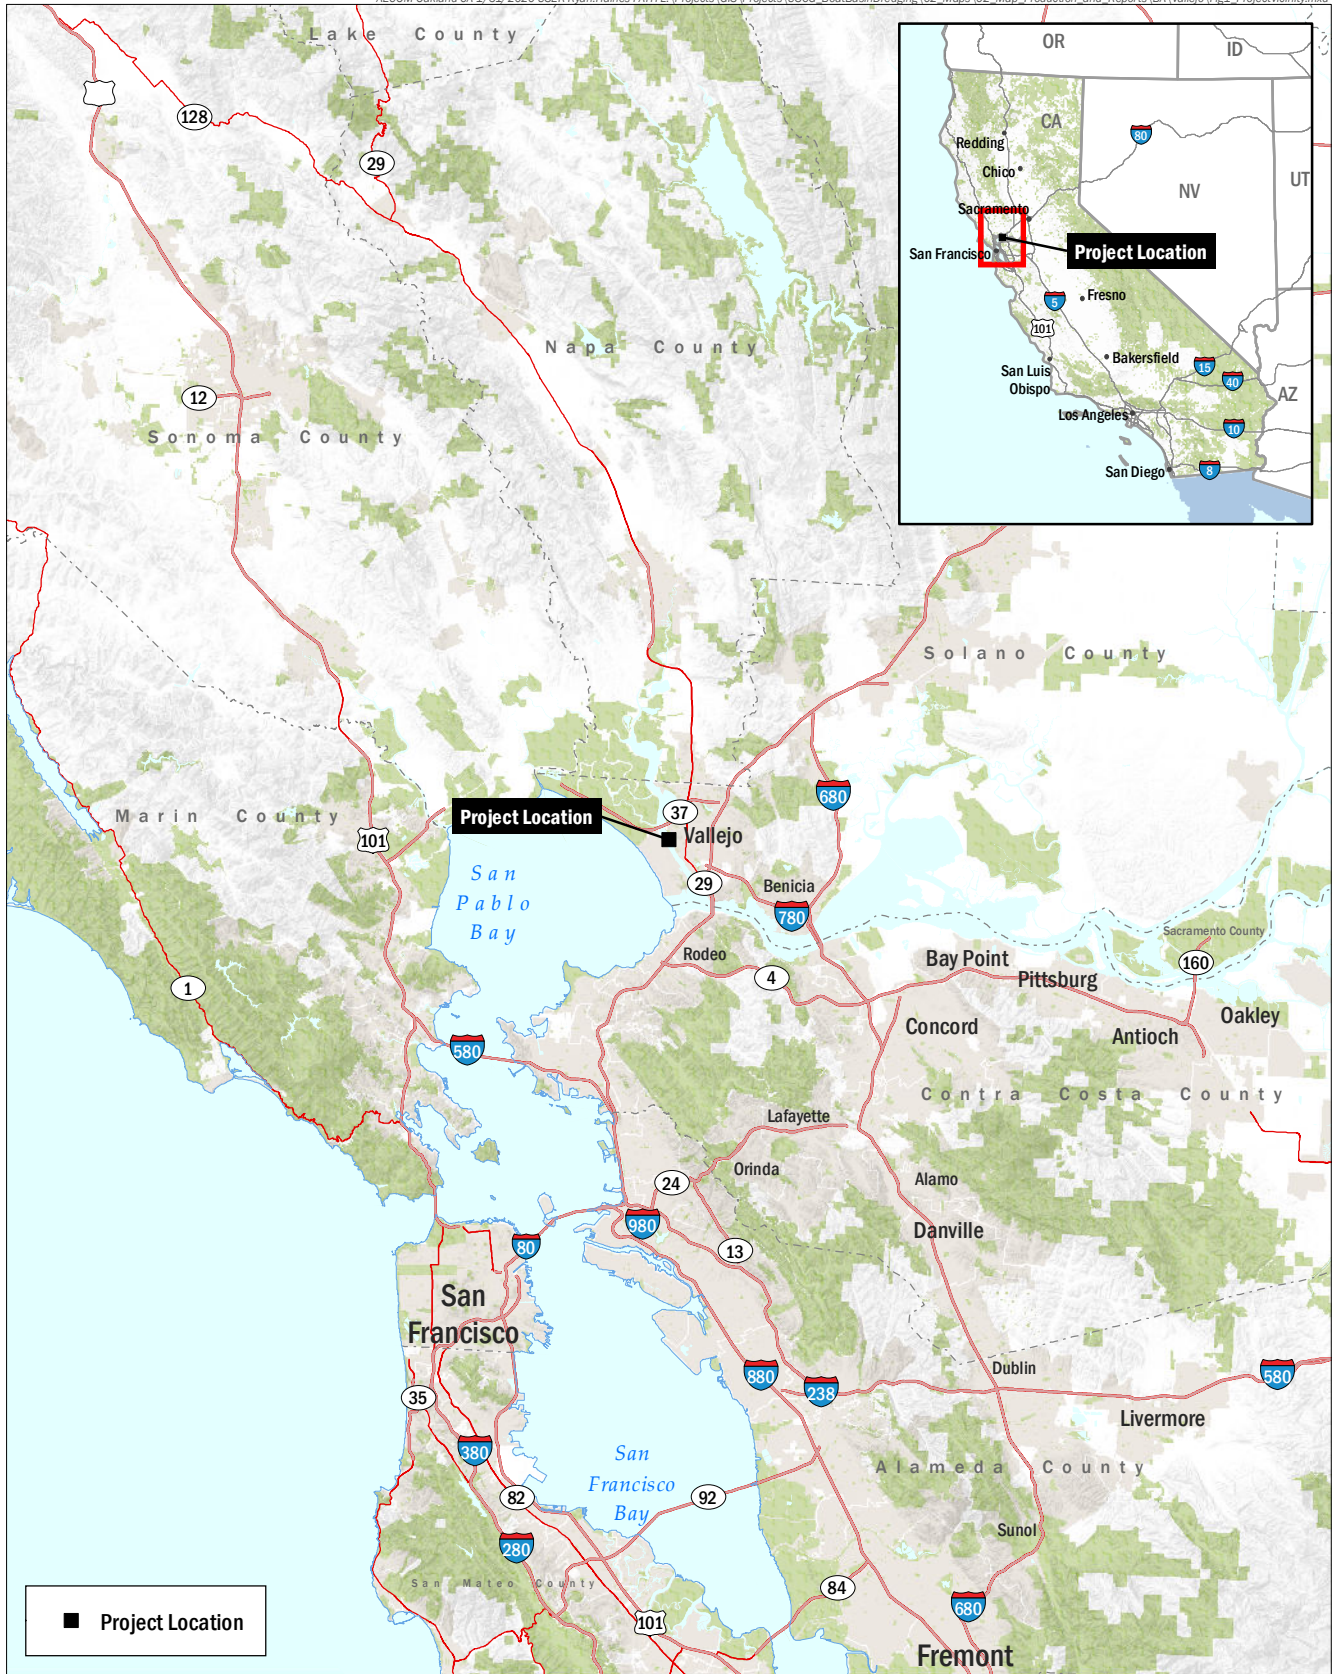 Lake County
OR
ID
128
CA
80
29
Redding
Chico
UT
NV
Sacramento
San Francisco
Project Location
5
Fresno
101
Napa County
Bakersfield
San Luis
Obispo
15
40
12
AZ
Los Angeles
10
Sonoma County
San Diego
8
Solano County
680
Marin County
Project Location
37
Vallejo
101
San
Pablo
Bay
29
Benicia
780
Sacramento County
Rodeo
Bay Point
160
4
Pittsburg
1
Oakley
Concord
Antioch
580
Contra Costa County
Lafayette
Orinda
24
Alamo
980
Danville
13
80
San
Francisco
Dublin
880
580
238
35
Livermore
380
San
Francisco
Bay
Alameda County
82
92
Sunol
280
San Mateo County
84
680
Project Location
101
Fremont